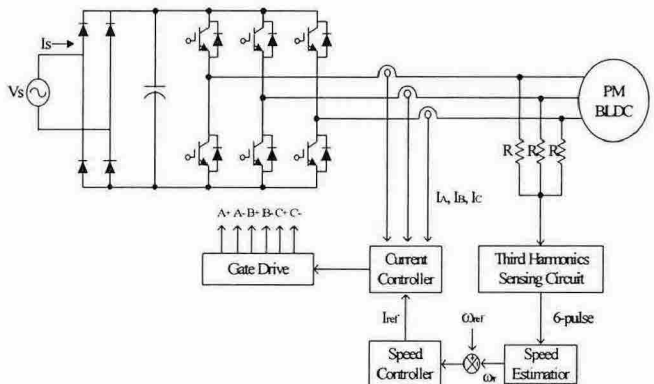 Is
Vs
PM
BLDC
R R R
IA, IB, IC
A+ A- B+ B- C+ C-
Gate Drive
Current
Controller
Third Harmonics
Sensing Circuit
Iref
ωref
6-pulse
Speed
Controller
ωr
Speed
Estimatior